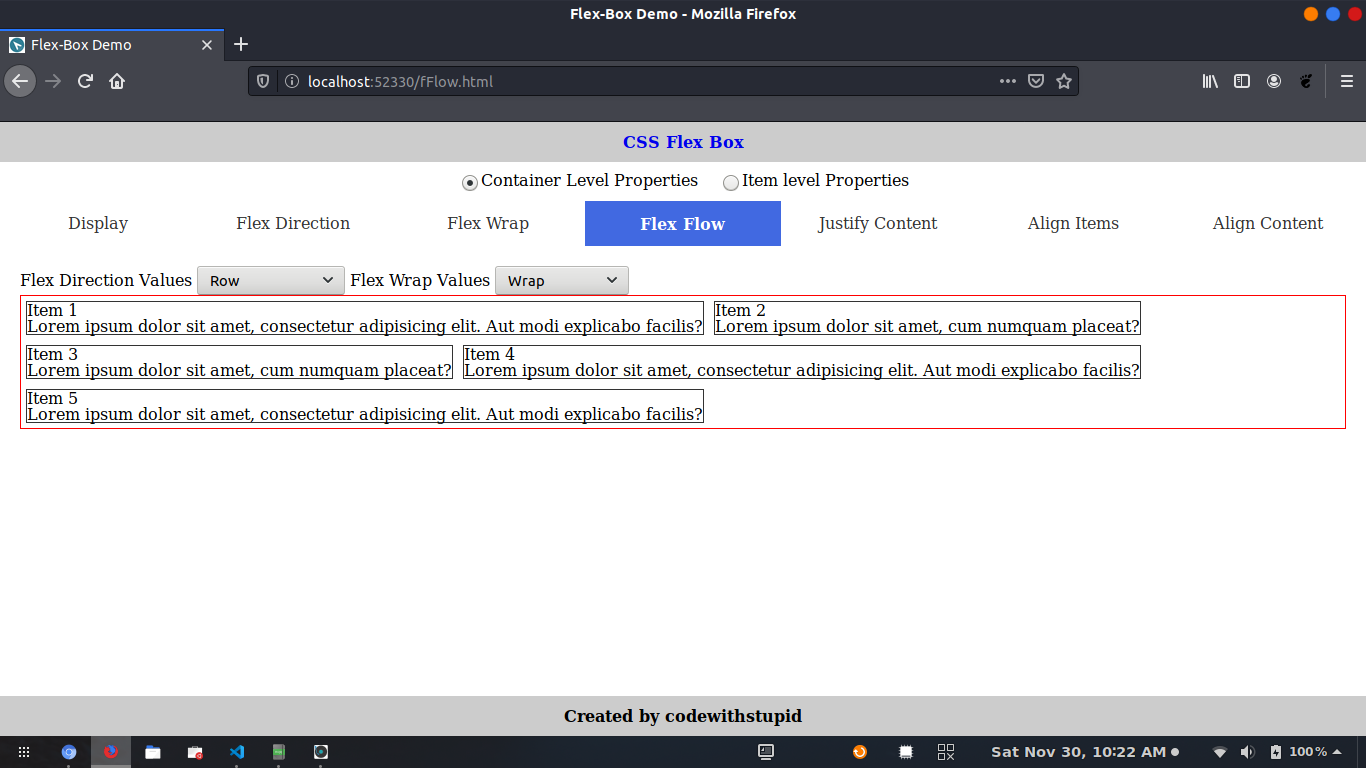 Flex-Box Demo - Mozilla Firefox
Flex-Box Demo
localhost:52330/fFlow.html
CSS Flex Box
Container Level Properties Item level Properties
Display Flex Direction Flex Wrap Flex Flow Justify Content Align Items Align Content
Flex Direction Values Row Flex Wrap Values Wrap
Item 1
Lorem ipsum dolor sit amet, consectetur adipisicing elit. Aut modi explicabo facilis?
Item 2
Lorem ipsum dolor sit amet, cum numquam placeat?
Item 3
Lorem ipsum dolor sit amet, cum numquam placeat?
Item 4
Lorem ipsum dolor sit amet, consectetur adipisicing elit. Aut modi explicabo facilis?
Item 5
Lorem ipsum dolor sit amet, consectetur adipisicing elit. Aut modi explicabo facilis?
Created by codewithstupid
Sat Nov 30, 10:22 AM 100 %